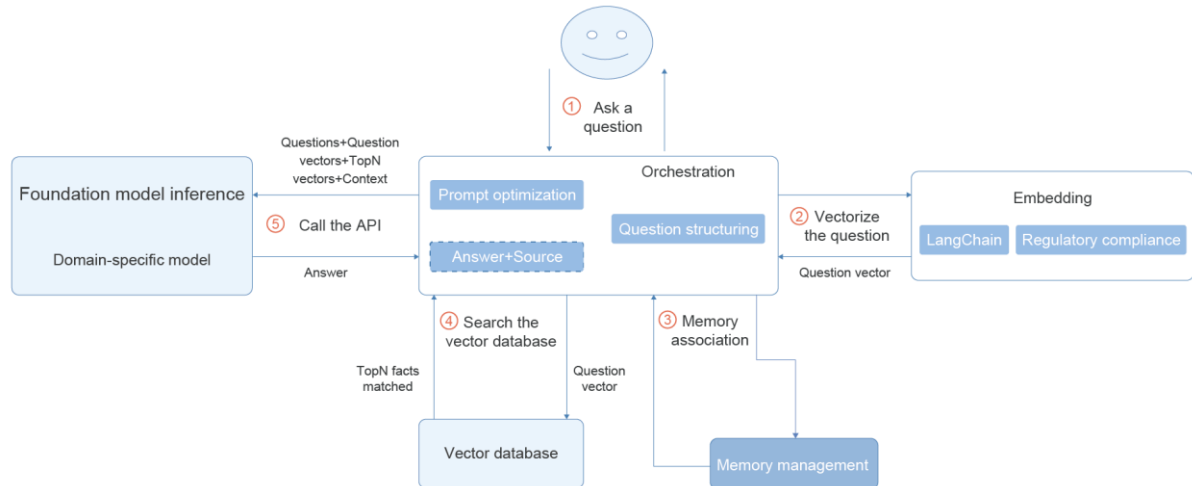 ① Ask a
question
Questions+Question
vectors+TopN
vectors+Context
Foundation model inference
⑤ Call the API
Domain-specific model
Answer
Orchestration
Prompt optimization
Question structuring
Answer+Source
② Vectorize
the question
Question vector
Embedding
LangChain
Regulatory compliance
④ Search the
vector database
TopN facts
matched
Question
vector
③ Memory
association
Vector database
Memory management